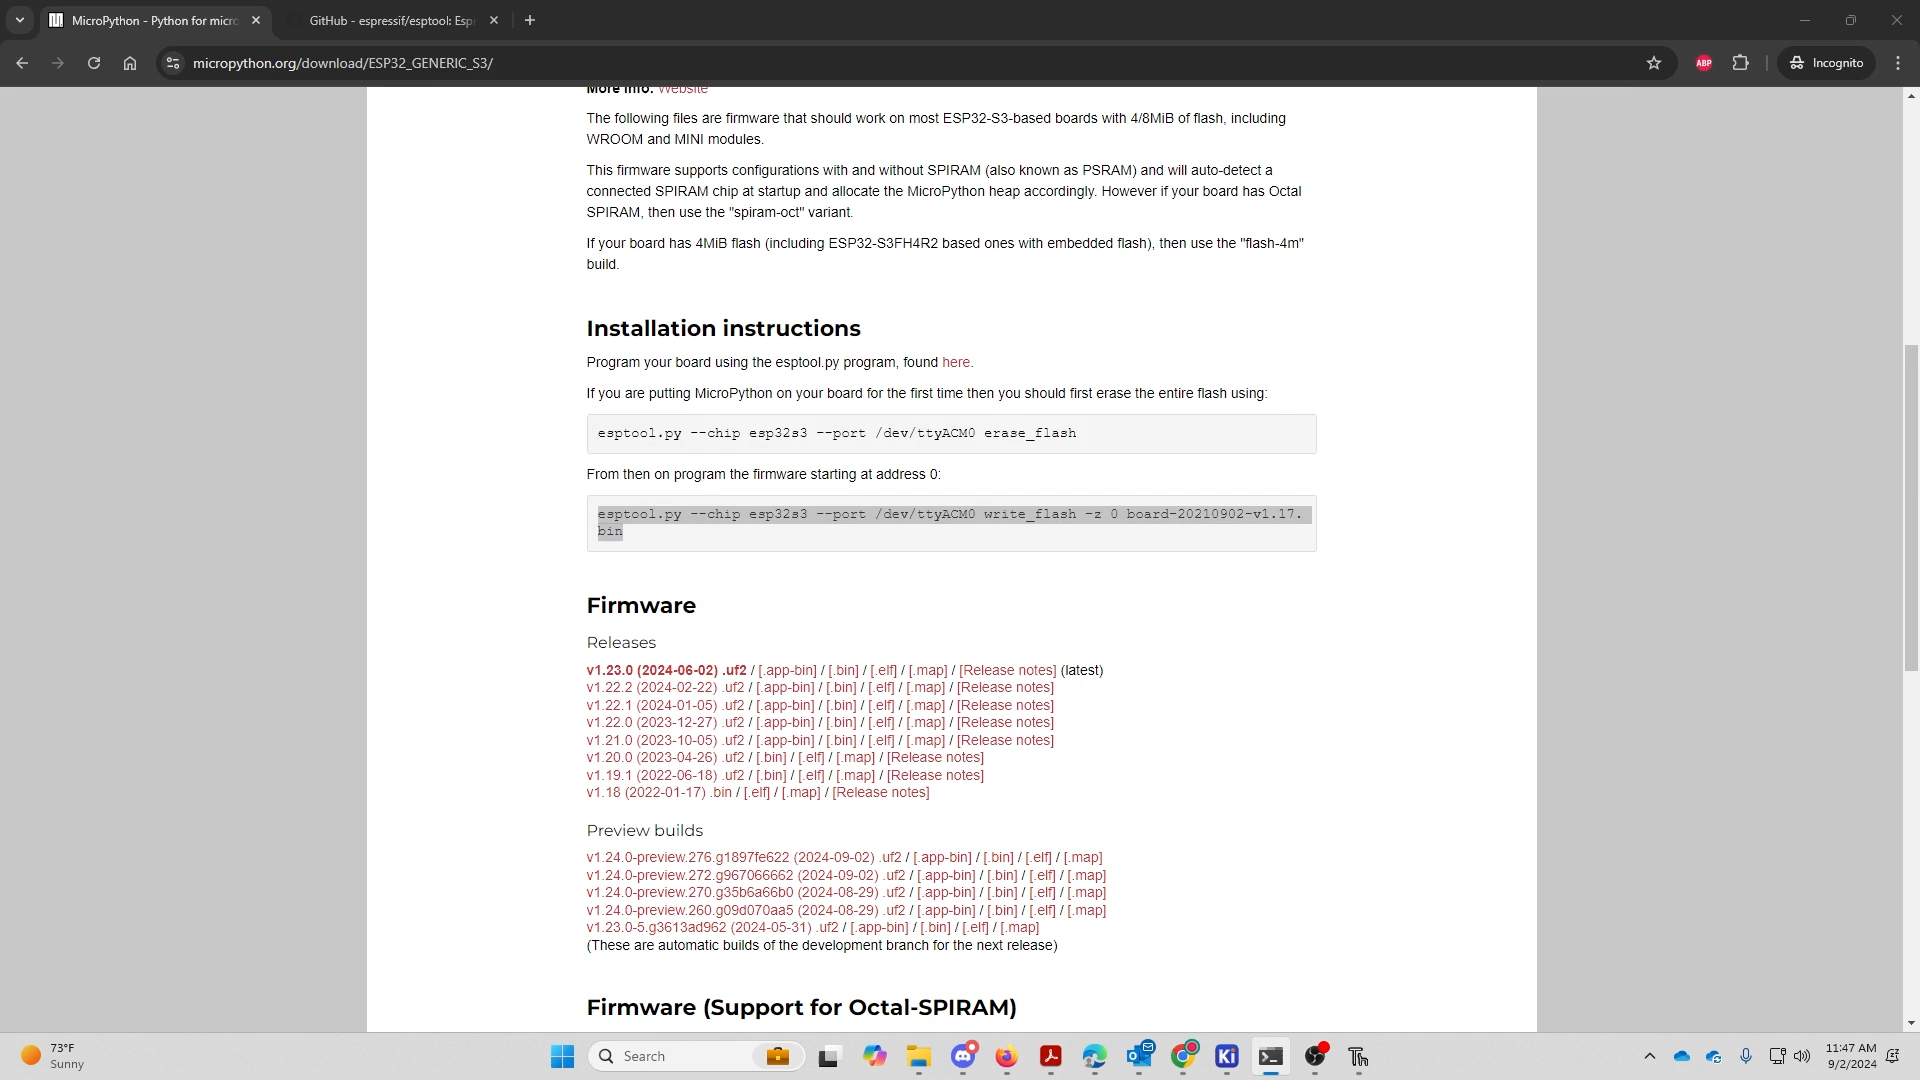 MicroPython - Python for micro
GitHub - espressif/esptool: Esp
micropython.org/download/ESP32_GENERIC_S3/
ABP
Incognito
More info: Website
The following files are firmware that should work on most ESP32-S3-based boards with 4/8MiB of flash, including
WROOM and MINI modules.
This firmware supports configurations with and without SPIRAM (also known as PSRAM) and will auto-detect a
connected SPIRAM chip at startup and allocate the MicroPython heap accordingly. However if your board has Octal
SPIRAM, then use the "spiram-oct" variant.
If your board has 4MiB flash (including ESP32-S3FH4R2 based ones with embedded flash), then use the "flash-4m"
build.
Installation instructions
Program your board using the esptool.py program, found here.
If you are putting MicroPython on your board for the first time then you should first erase the entire flash using:
esptool.py --chip esp32s3 --port /dev/ttyACM0 erase_flash
From then on program the firmware starting at address 0:
esptool.py --chip esp32s3 --port /dev/ttyACM0 write_flash -z 0 board-20210902-v1.17.
bin
Firmware
Releases
v1.23.0 (2024-06-02) .uf2 / [.app-bin] / [.bin] / [.elf] / [.map] / [Release notes] (latest)
v1.22.2 (2024-02-22) .uf2 / [.app-bin] / [.bin] / [.elf] / [.map] / [Release notes]
v1.22.1 (2024-01-05) .uf2 / [.app-bin] / [.bin] / [.elf] / [.map] / [Release notes]
v1.22.0 (2023-12-27) .uf2 / [.app-bin] / [.bin] / [.elf] / [.map] / [Release notes]
v1.21.0 (2023-10-05) .uf2 / [.app-bin] / [.bin] / [.elf] / [.map] / [Release notes]
v1.20.0 (2023-04-26) .uf2 / [.bin] / [.elf] / [.map] / [Release notes]
v1.19.1 (2022-06-18) .uf2 / [.bin] / [.elf] / [.map] / [Release notes]
v1.18 (2022-01-17) .bin / [.elf] / [.map] / [Release notes]
Preview builds
v1.24.0-preview.276.g1897fe622 (2024-09-02) .uf2 / [.app-bin] / [.bin] / [.elf] / [.map]
v1.24.0-preview.272.g967066662 (2024-09-02) .uf2 / [.app-bin] / [.bin] / [.elf] / [.map]
v1.24.0-preview.270.g35b6a66b0 (2024-08-29) .uf2 / [.app-bin] / [.bin] / [.elf] / [.map]
v1.24.0-preview.260.g09d070aa5 (2024-08-29) .uf2 / [.app-bin] / [.bin] / [.elf] / [.map]
v1.23.0-5.g3613ad962 (2024-05-31) .uf2 / [.app-bin] / [.bin] / [.elf] / [.map]
(These are automatic builds of the development branch for the next release)
Firmware (Support for Octal-SPIRAM)
73°F
Sunny
Search
Ki
11:47 AM
9/2/2024